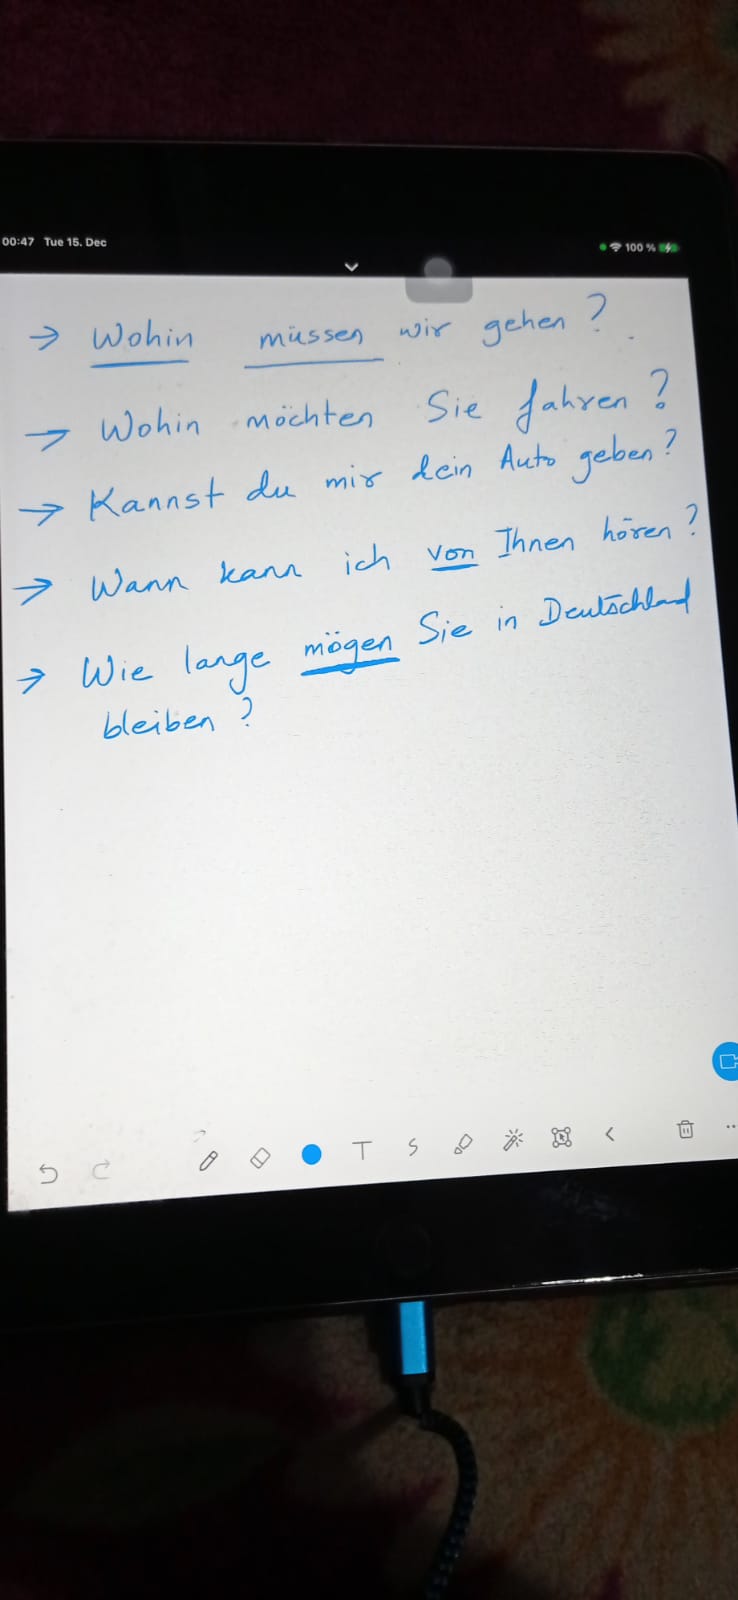 00:47 Tue 15. Dec 100 %
→ Wohin müssen wir gehen?
→ Wohin möchten Sie fahren?
→ Kannst du mir dein Auto geben?
→ Wann kann ich von Ihnen hören?
→ Wie lange mögen Sie in Deutschland
bleiben?
T S